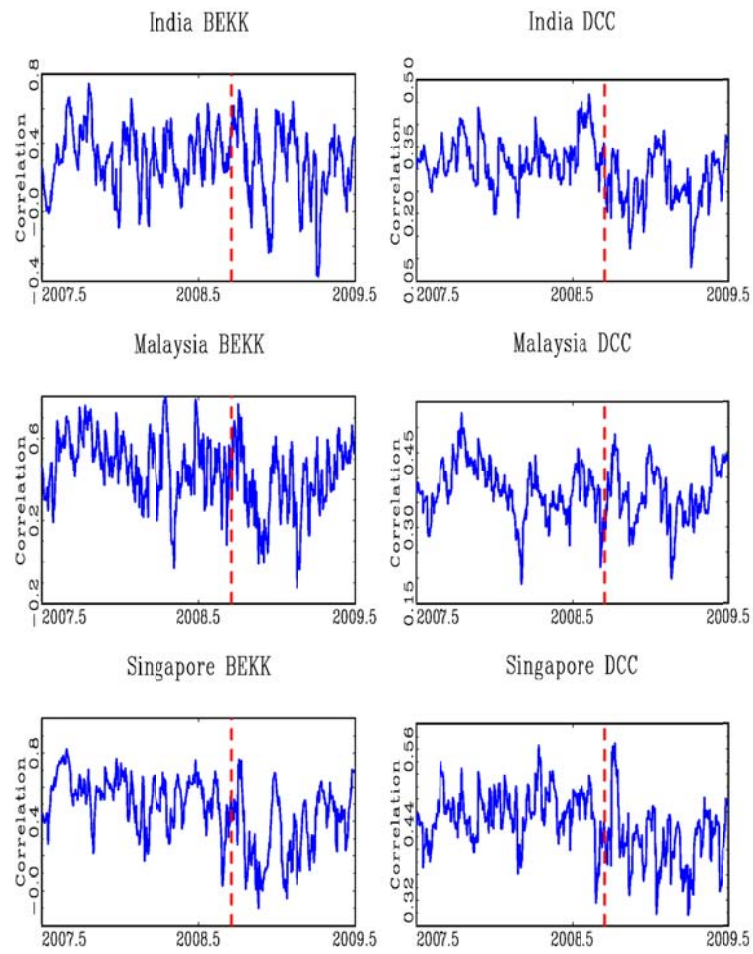 India BEKK
India DCC
Correlation
-0.4 -0.0 0.4 0.8
2007.5 2008.5 2009.5
Correlation
0.05 0.20 0.35 0.50
2007.5 2008.5 2009.5
Malaysia BEKK
Malaysia DCC
Correlation
-0.2 0.2 0.6
2007.5 2008.5 2009.5
Correlation
0.15 0.30 0.45
2007.5 2008.5 2009.5
Singapore BEKK
Singapore DCC
Correlation
-0.0 0.4 0.8
2007.5 2008.5 2009.5
Correlation
0.32 0.44 0.56
2007.5 2008.5 2009.5